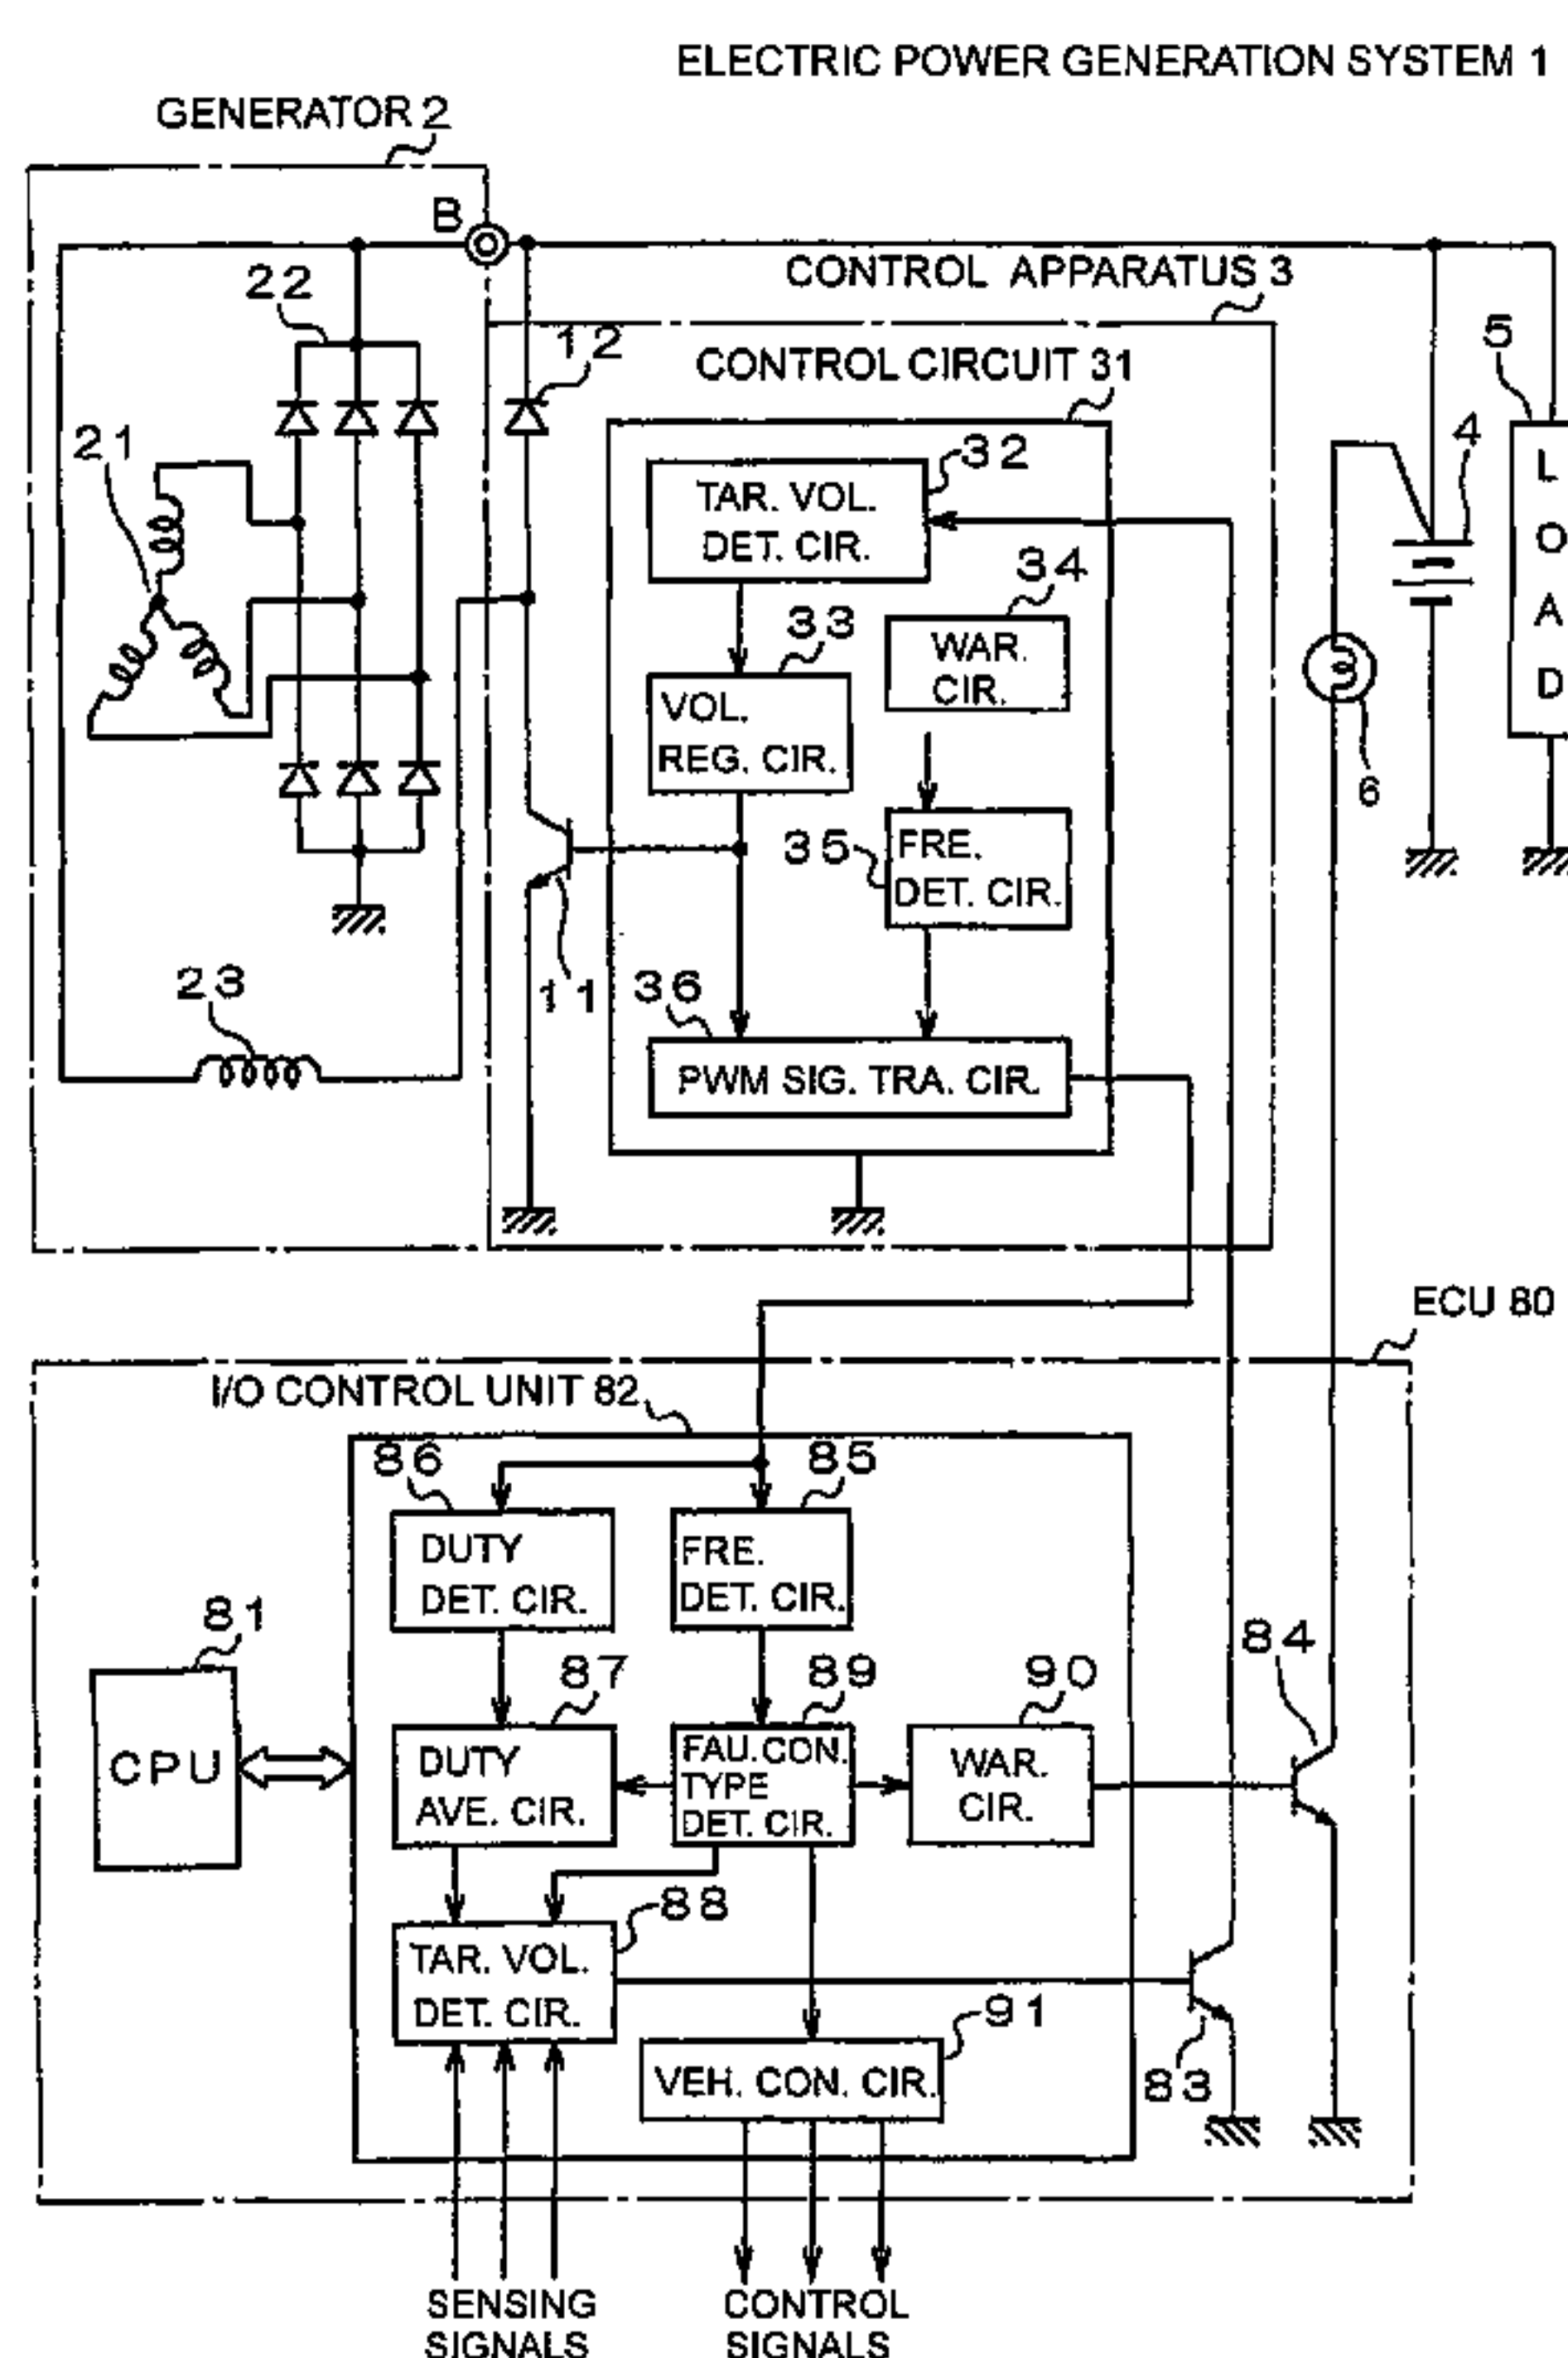 ELECTRIC POWER GENERATION SYSTEM 1
GENERATOR 2
B
CONTROL APPARATUS 3
22
12
CONTROL CIRCUIT 31
5
4
21
32
TAR. VOL.
DET. CIR.
L
O
A
D
34
33
WAR.
CIR.
VOL.
REG. CIR.
6
35
FRE.
DET. CIR.
23
11
36
PWM SIG. TRA. CIR.
ECU 80
I/O CONTROL UNIT 82
86
85
DUTY
DET. CIR.
FRE.
DET. CIR.
81
84
87
89
90
CPU
DUTY
AVE. CIR.
FAU. CON.
TYPE
DET. CIR.
WAR.
CIR.
88
TAR. VOL.
DET. CIR.
91
83
VEH. CON. CIR.
SENSING
SIGNALS
CONTROL
SIGNALS